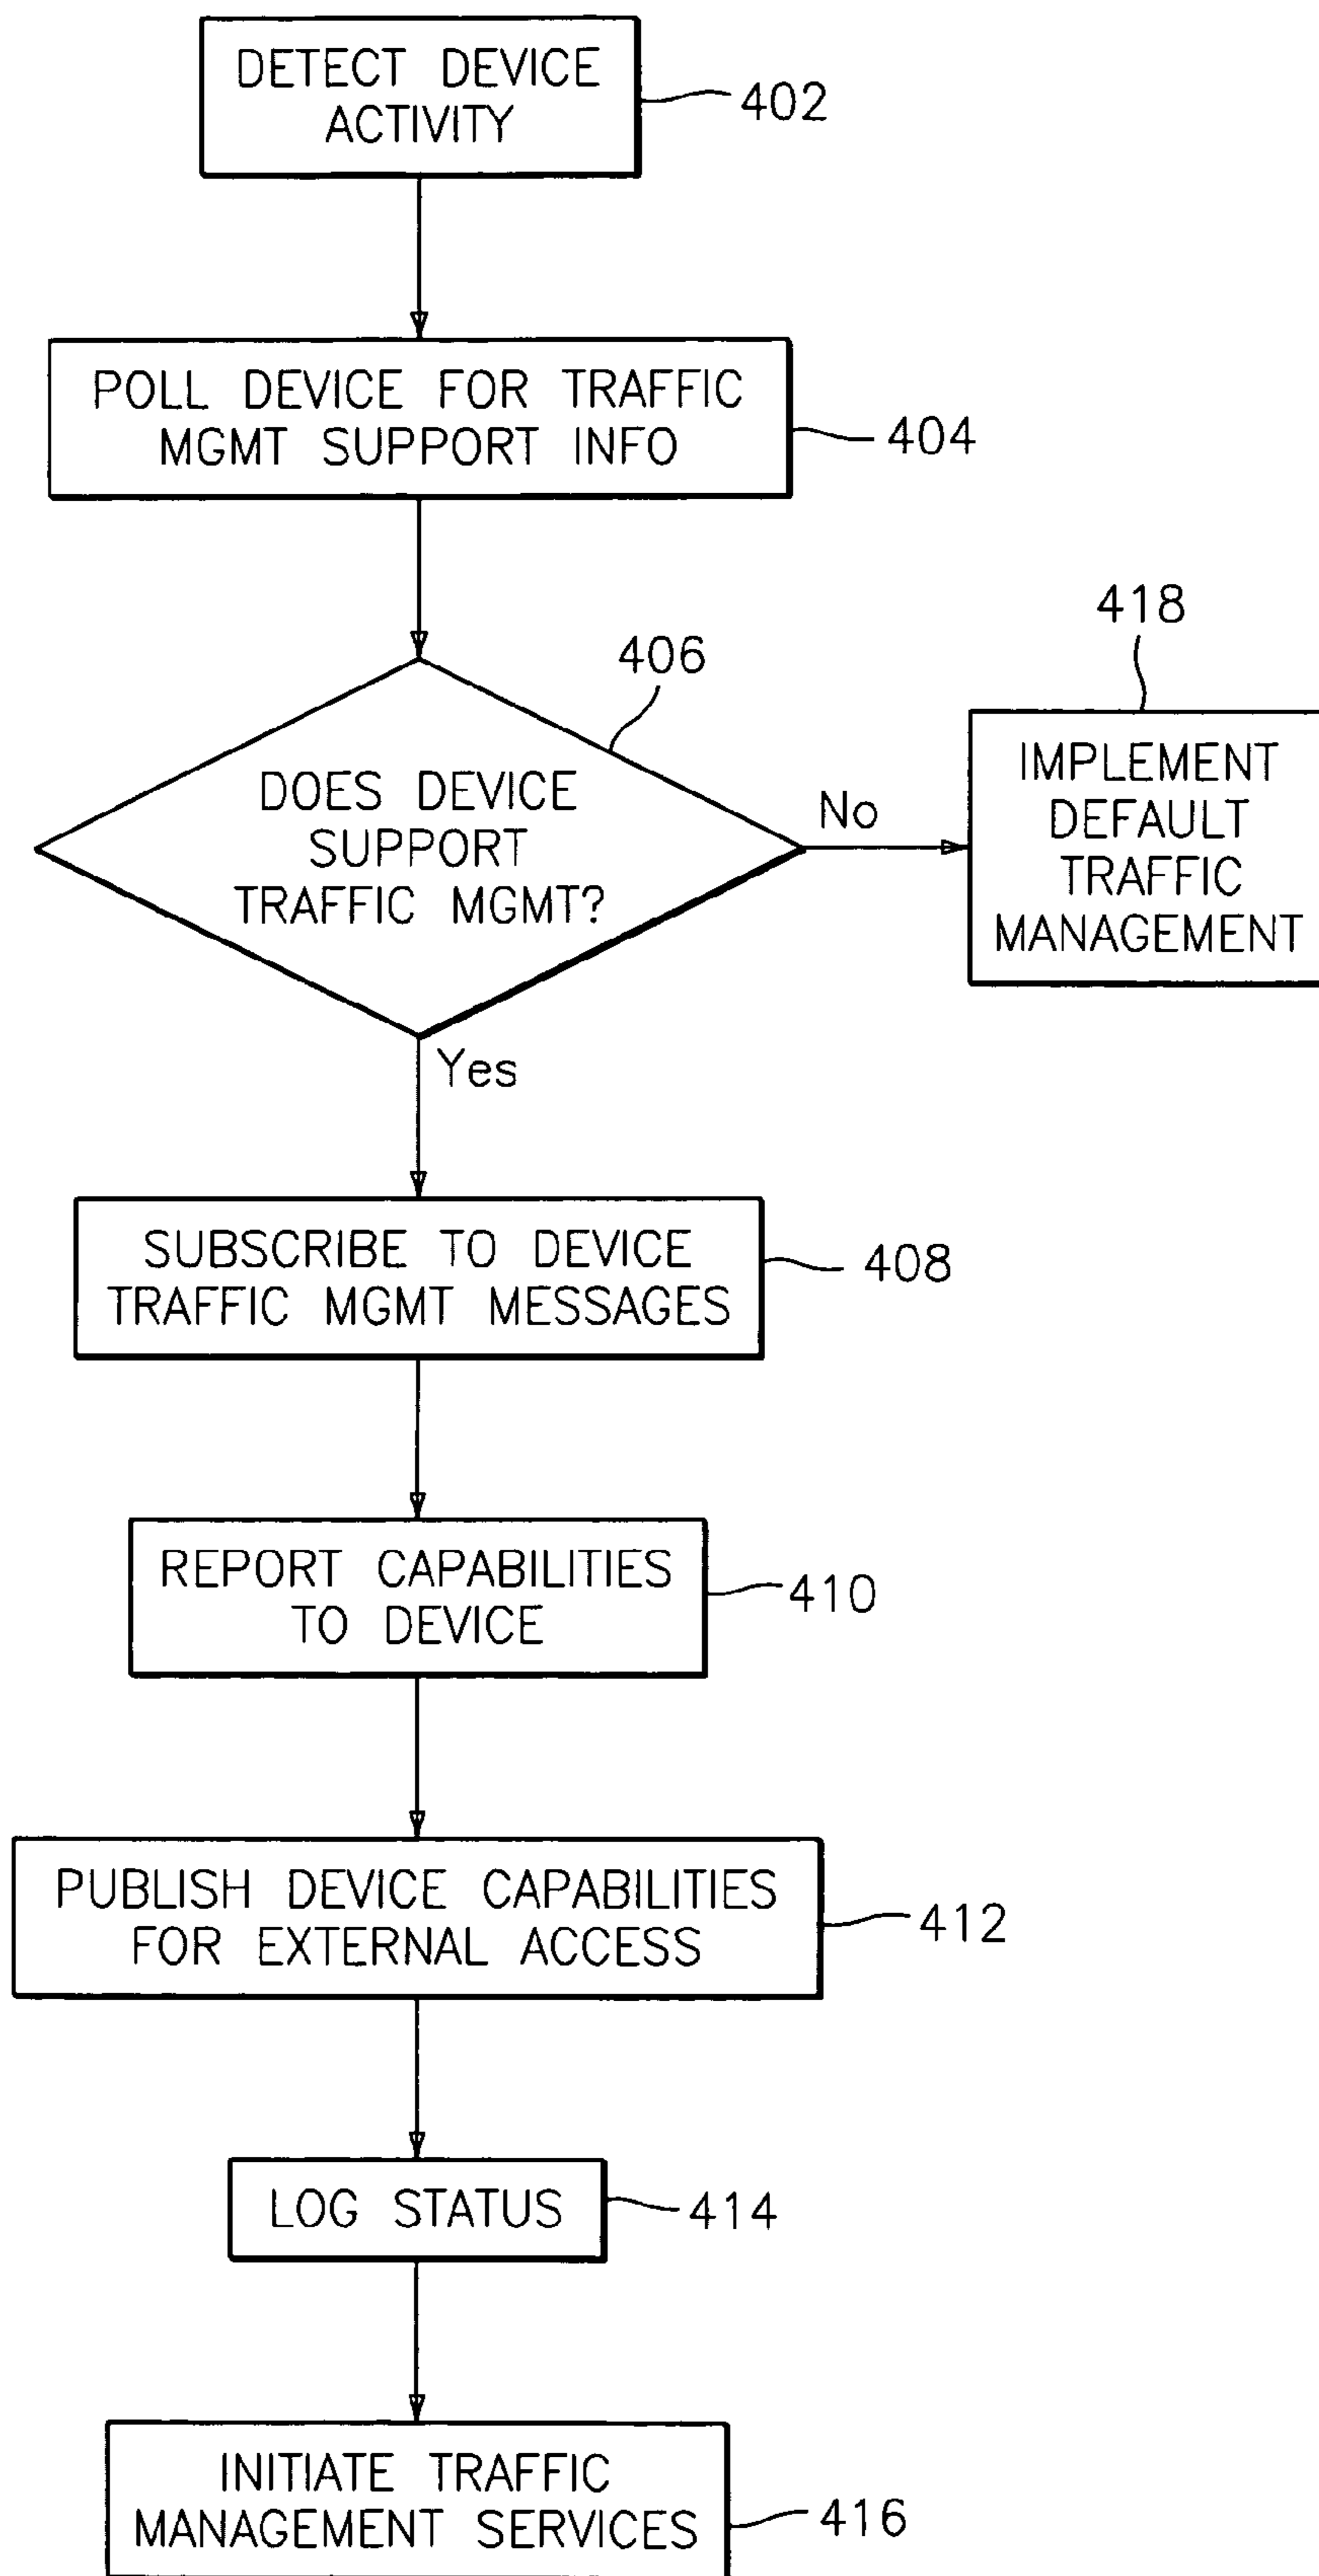 DETECT DEVICE
ACTIVITY
402
POLL DEVICE FOR TRAFFIC
MGMT SUPPORT INFO
404
406
DOES DEVICE
SUPPORT
TRAFFIC MGMT?
No
418
IMPLEMENT
DEFAULT
TRAFFIC
MANAGEMENT
Yes
SUBSCRIBE TO DEVICE
TRAFFIC MGMT MESSAGES
408
REPORT CAPABILITIES
TO DEVICE
410
PUBLISH DEVICE CAPABILITIES
FOR EXTERNAL ACCESS
412
LOG STATUS
414
INITIATE TRAFFIC
MANAGEMENT SERVICES
416